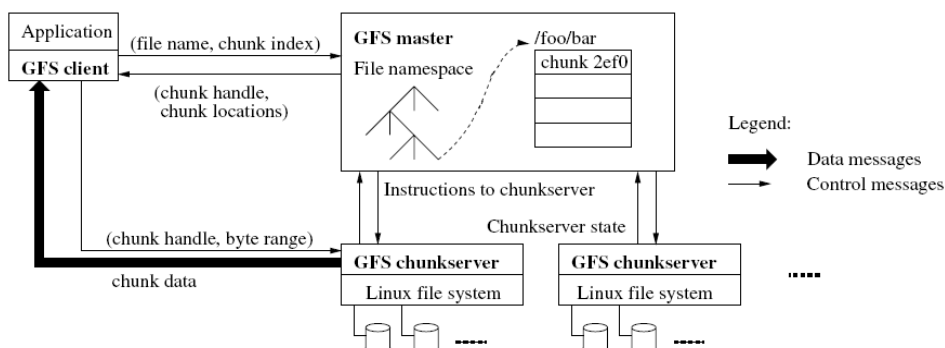 Application
GFS client
(file name, chunk index)
(chunk handle,
chunk locations)
GFS master
File namespace
/foo/bar
chunk 2ef0
Legend:
Data messages
Control messages
Instructions to chunkserver
Chunkserver state
(chunk handle, byte range)
chunk data
GFS chunkserver
Linux file system
GFS chunkserver
Linux file system